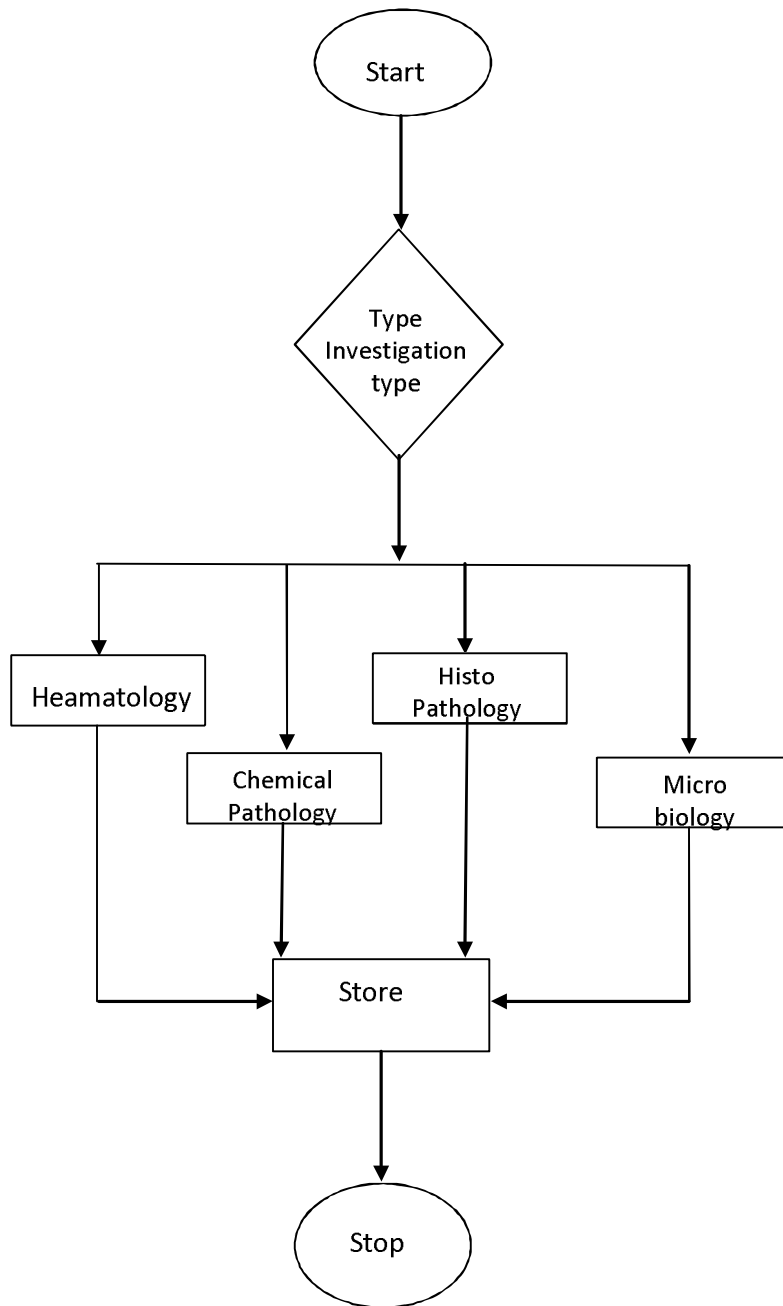 Start
Type
Investigation
type
Heamatology
Histo
Pathology
Chemical
Pathology
Micro
biology
Store
Stop